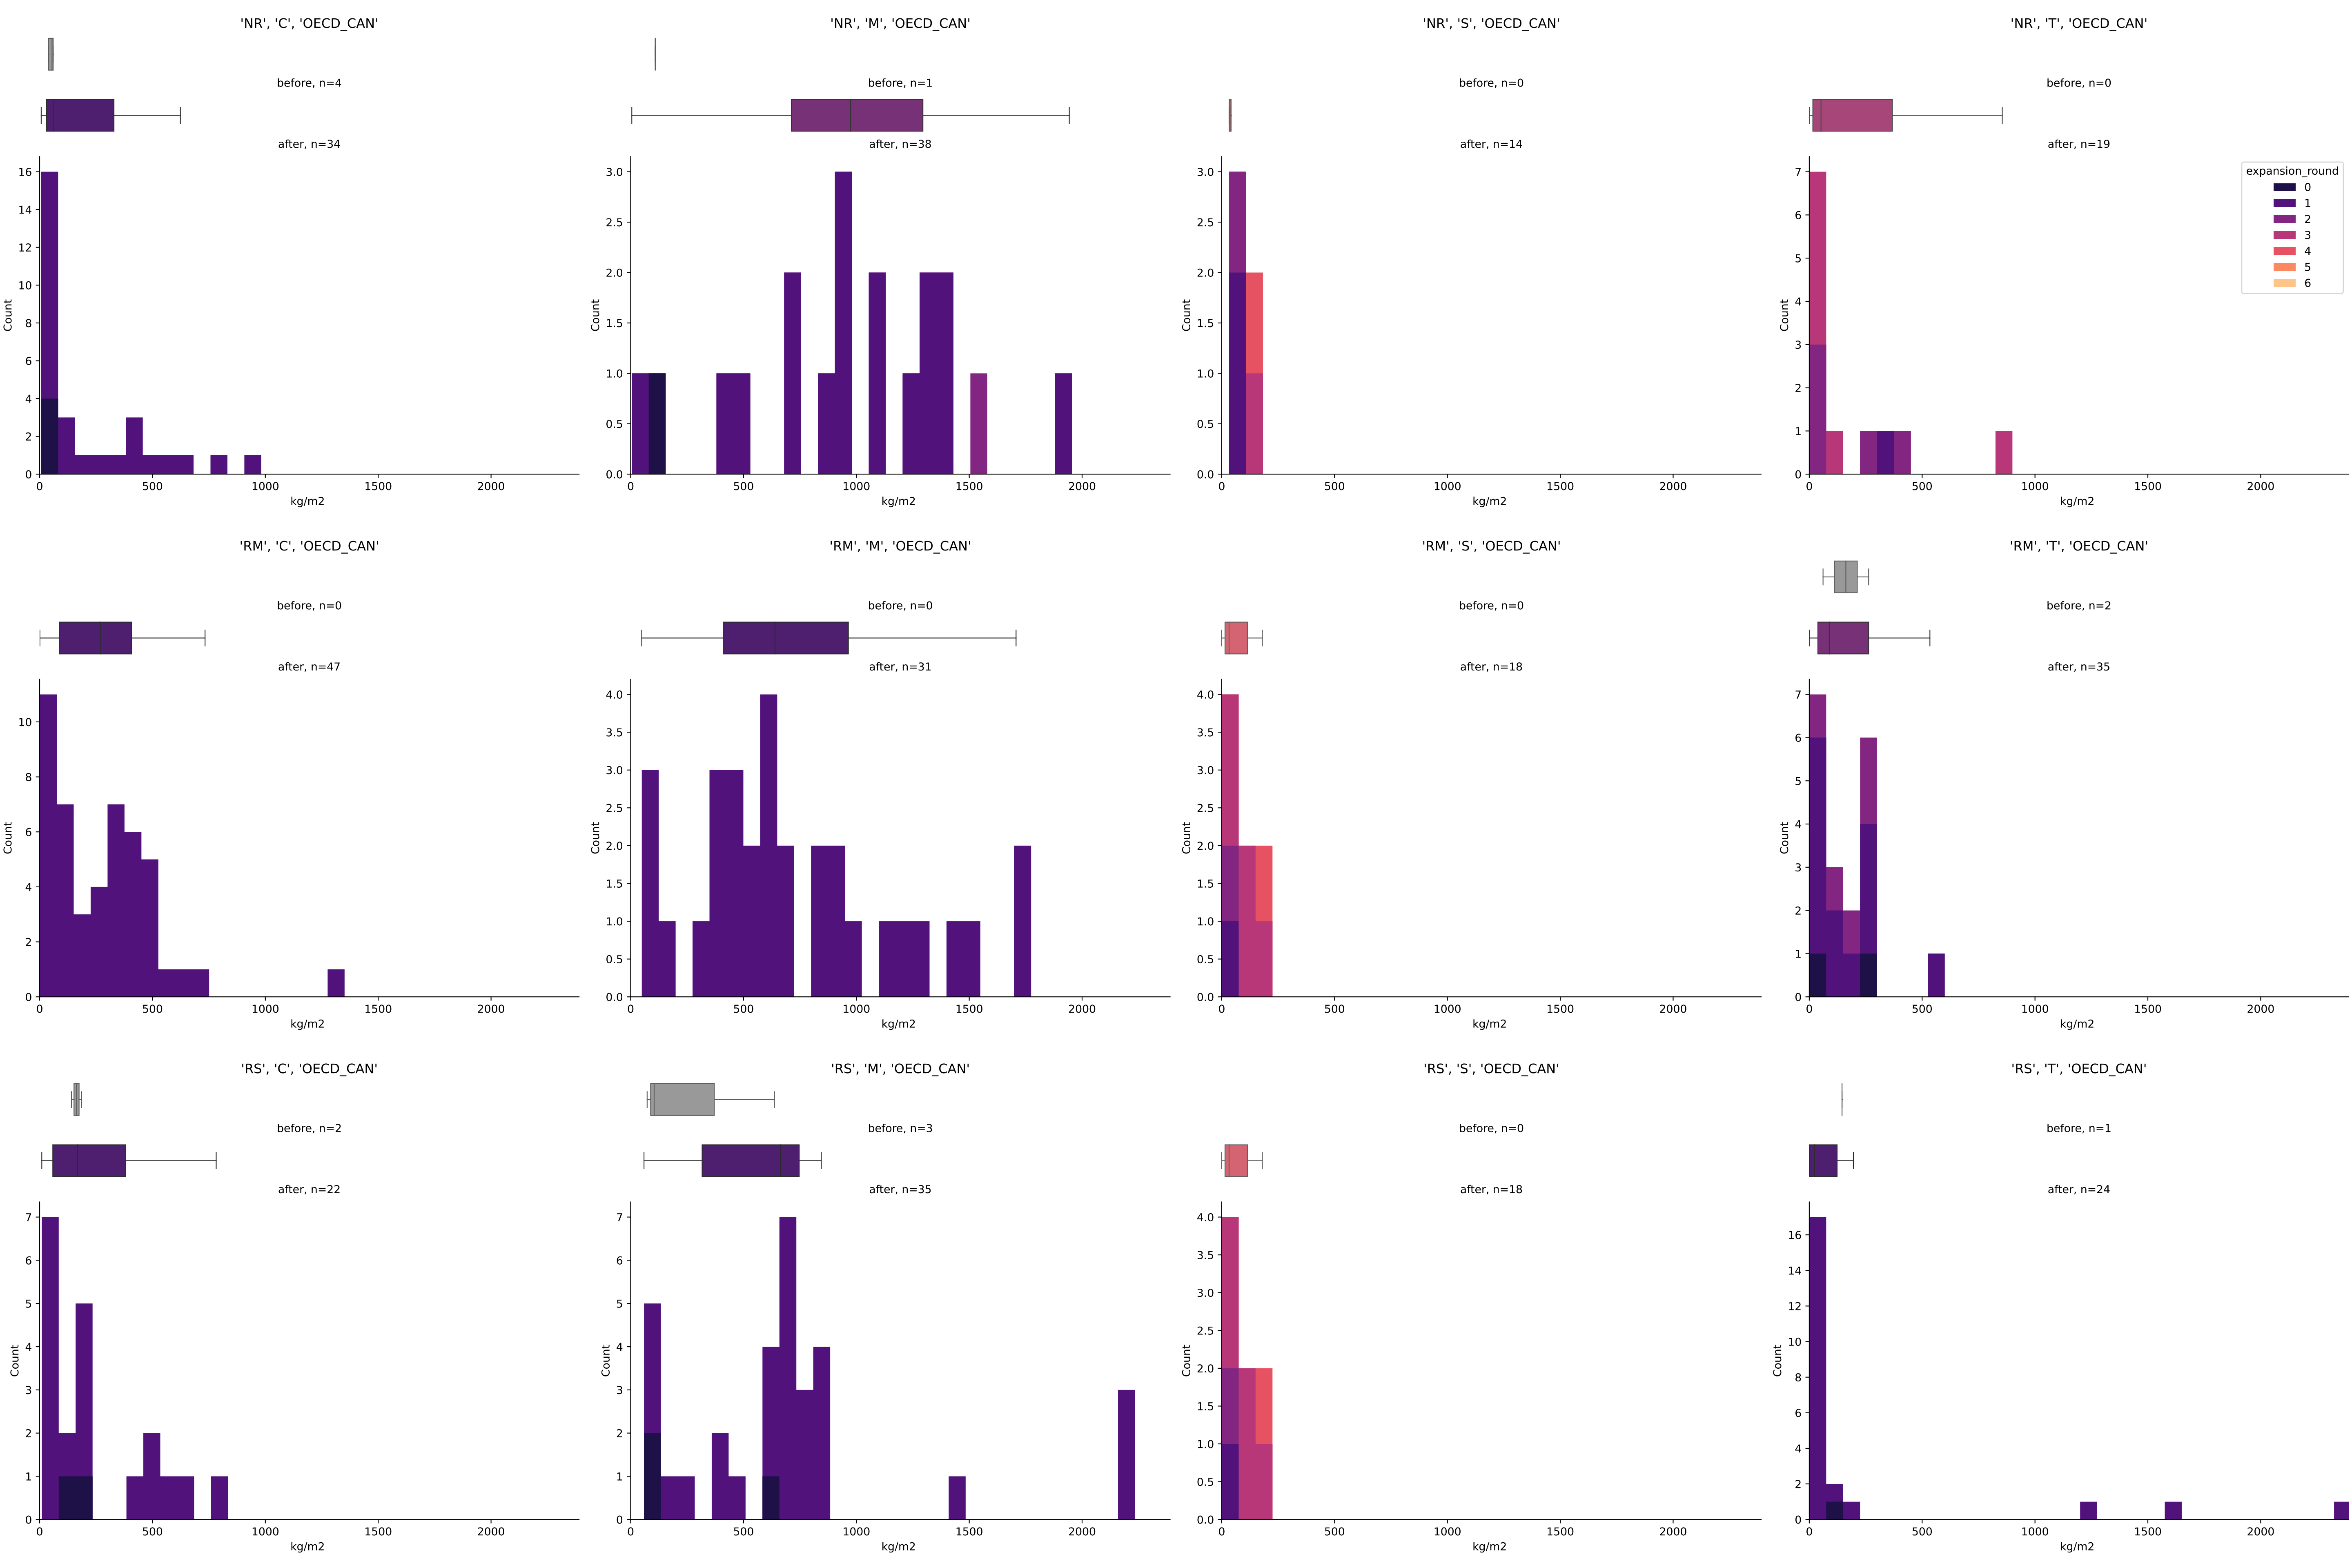 'NR', 'C', 'OECD_CAN'
before, n=4
after, n=34
16
14
12
10
8
6
4
2
0
Count
0 500 1000 1500 2000
kg/m2
'NR', 'M', 'OECD_CAN'
before, n=1
after, n=38
3.0
2.5
2.0
1.5
1.0
0.5
0.0
Count
0 500 1000 1500 2000
kg/m2
'NR', 'S', 'OECD_CAN'
before, n=0
after, n=14
3.0
2.5
2.0
1.5
1.0
0.5
0.0
Count
0 500 1000 1500 2000
kg/m2
'NR', 'T', 'OECD_CAN'
before, n=0
after, n=19
7
6
5
4
3
2
1
0
Count
0 500 1000 1500 2000
kg/m2
expansion_round
0
1
2
3
4
5
6
'RM', 'C', 'OECD_CAN'
before, n=0
after, n=47
10
8
6
4
2
0
Count
0 500 1000 1500 2000
kg/m2
'RM', 'M', 'OECD_CAN'
before, n=0
after, n=31
4.0
3.5
3.0
2.5
2.0
1.5
1.0
0.5
0.0
Count
0 500 1000 1500 2000
kg/m2
'RM', 'S', 'OECD_CAN'
before, n=0
after, n=18
4.0
3.5
3.0
2.5
2.0
1.5
1.0
0.5
0.0
Count
0 500 1000 1500 2000
kg/m2
'RM', 'T', 'OECD_CAN'
before, n=2
after, n=35
7
6
5
4
3
2
1
0
Count
0 500 1000 1500 2000
kg/m2
'RS', 'C', 'OECD_CAN'
before, n=2
after, n=22
7
6
5
4
3
2
1
0
Count
0 500 1000 1500 2000
kg/m2
'RS', 'M', 'OECD_CAN'
before, n=3
after, n=35
7
6
5
4
3
2
1
0
Count
0 500 1000 1500 2000
kg/m2
'RS', 'S', 'OECD_CAN'
before, n=0
after, n=18
4.0
3.5
3.0
2.5
2.0
1.5
1.0
0.5
0.0
Count
0 500 1000 1500 2000
kg/m2
'RS', 'T', 'OECD_CAN'
before, n=1
after, n=24
16
14
12
10
8
6
4
2
0
Count
0 500 1000 1500 2000
kg/m2